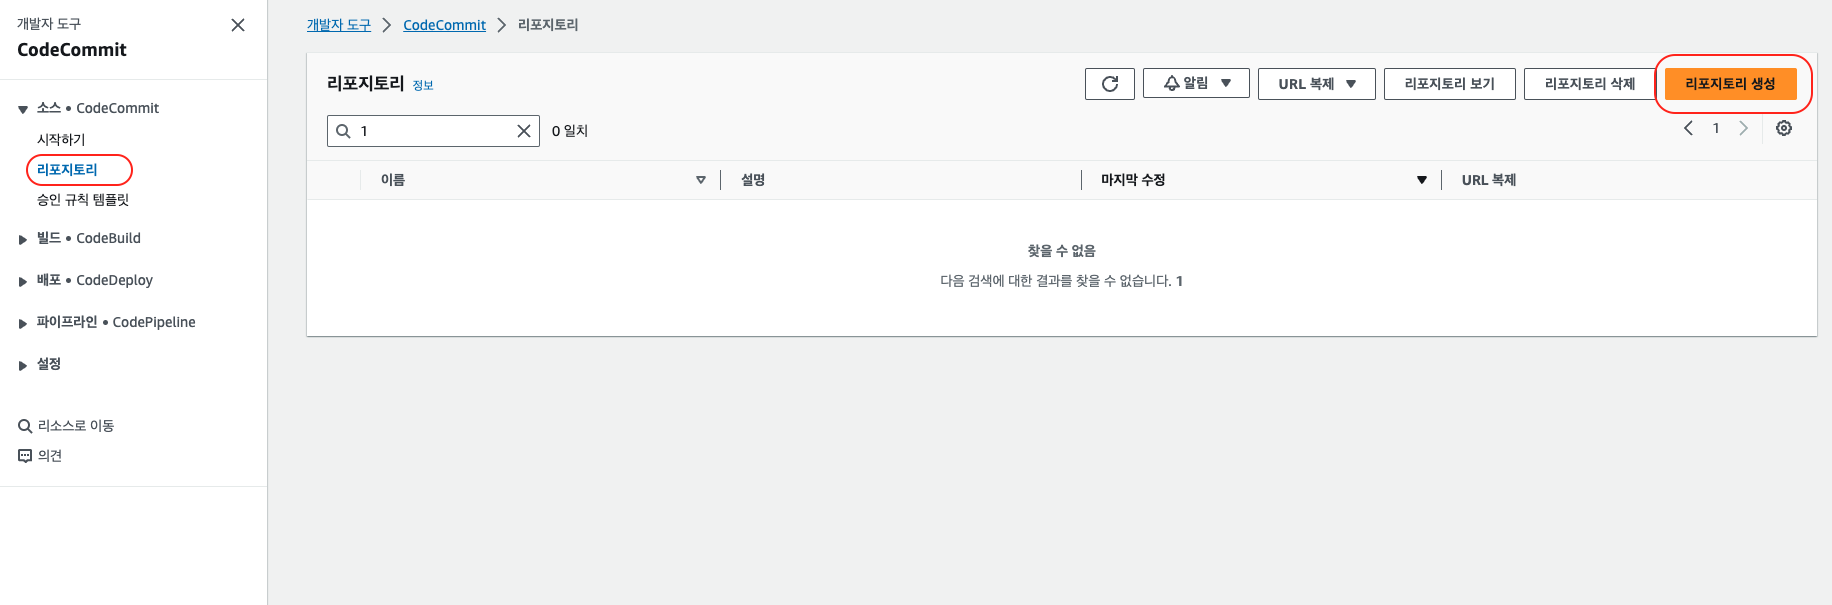 개발자 도구
CodeCommit
소스 • CodeCommit
시작하기
리포지토리
승인 규칙 템플릿
빌드 • CodeBuild
배포 • CodeDeploy
파이프라인 • CodePipeline
설정
리소스로 이동
의견
개발자 도구 > CodeCommit > 리포지토리
리포지토리 정보
알림 URL 복제 리포지토리 보기 리포지토리 삭제 리포지토리 생성
1 0 일치
1
이름 설명 마지막 수정 URL 복제
찾을 수 없음
다음 검색에 대한 결과를 찾을 수 없습니다. 1